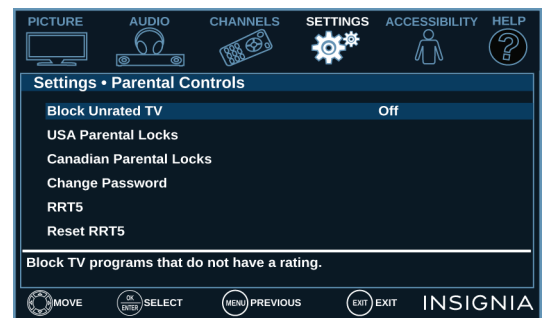 PICTURE AUDIO CHANNELS SETTINGS ACCESSIBILITY HELP
Settings • Parental Controls
Block Unrated TV Off
USA Parental Locks
Canadian Parental Locks
Change Password
RRT5
Reset RRT5
Block TV programs that do not have a rating.
MOVE OK ENTER SELECT MENU PREVIOUS EXIT EXIT INSIGNIA